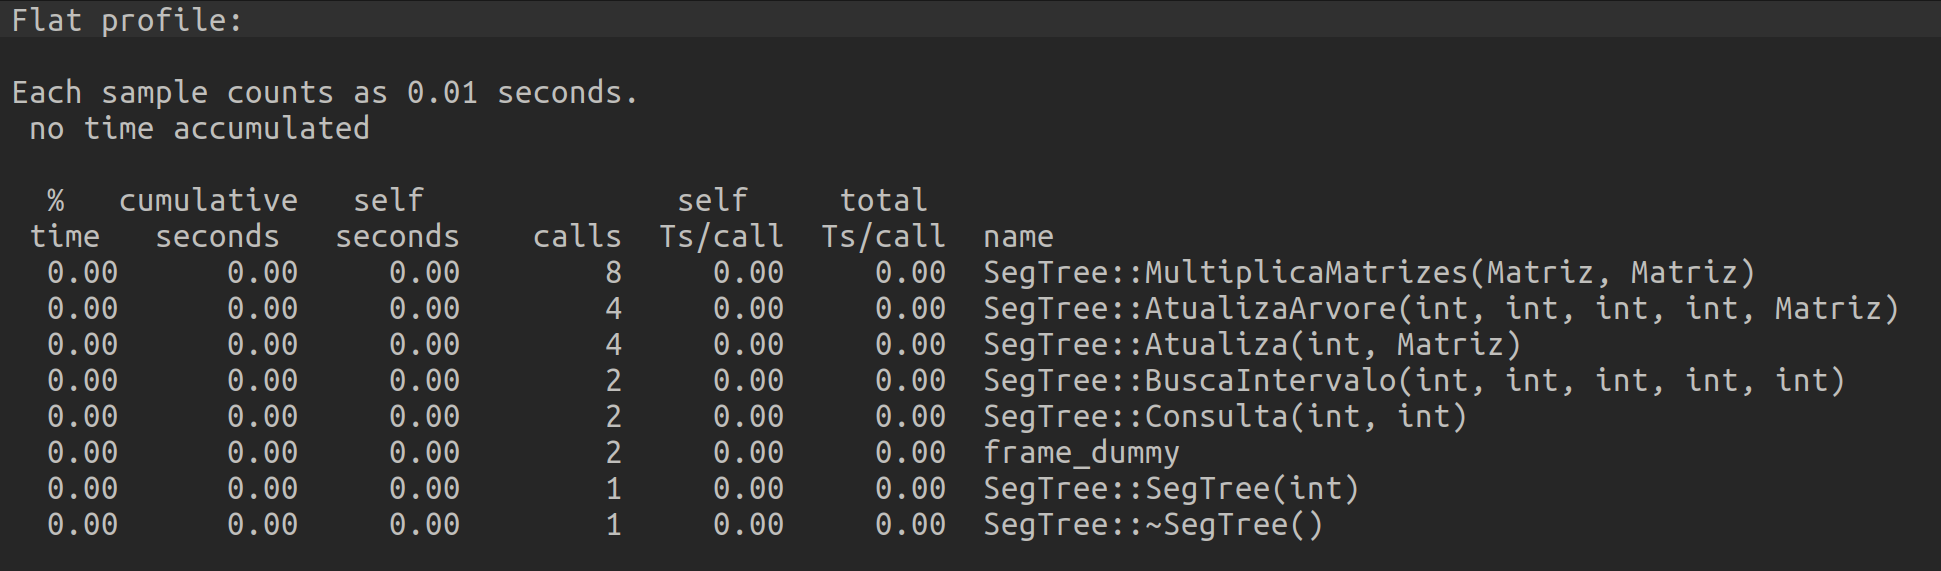 Flat profile:
Each sample counts as 0.01 seconds.
 no time accumulated
  %   cumulative   self              self     total
 time   seconds   seconds    calls  Ts/call  Ts/call  name
  0.00      0.00     0.00        8     0.00     0.00  SegTree::MultiplicaMatrizes(Matriz, Matriz)
  0.00      0.00     0.00        4     0.00     0.00  SegTree::AtualizaArvore(int, int, int, int, Matriz)
  0.00      0.00     0.00        4     0.00     0.00  SegTree::Atualiza(int, Matriz)
  0.00      0.00     0.00        2     0.00     0.00  SegTree::BuscaIntervalo(int, int, int, int, int)
  0.00      0.00     0.00        2     0.00     0.00  SegTree::Consulta(int, int)
  0.00      0.00     0.00        2     0.00     0.00  frame_dummy
  0.00      0.00     0.00        1     0.00     0.00  SegTree::SegTree(int)
  0.00      0.00     0.00        1     0.00     0.00  SegTree::~SegTree()